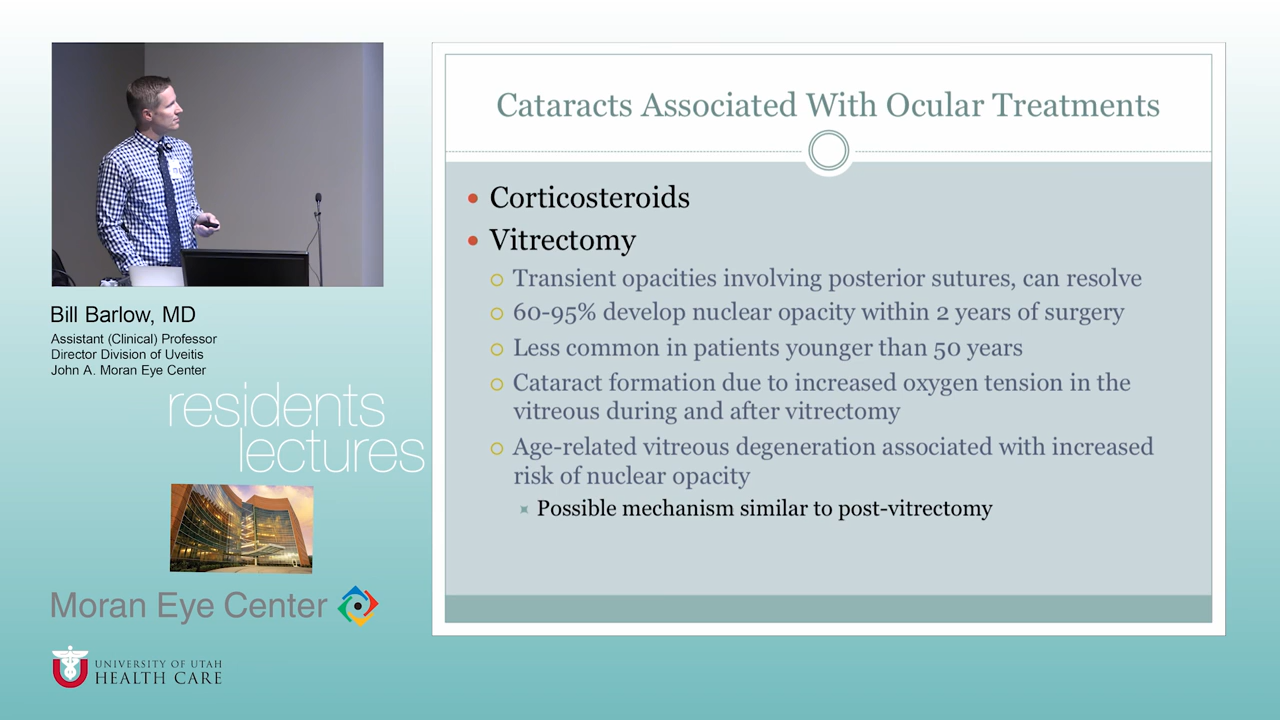 Bill Barlow, MD
Assistant (Clinical) Professor
Director Division of Uveitis
John A. Moran Eye Center
residents
lectures
Moran Eye Center
UNIVERSITY OF UTAH
HEALTH CARE
Cataracts Associated With Ocular Treatments
Corticosteroids
Vitrectomy
Transient opacities involving posterior sutures, can resolve
60-95% develop nuclear opacity within 2 years of surgery
Less common in patients younger than 50 years
Cataract formation due to increased oxygen tension in the
vitreous during and after vitrectomy
Age-related vitreous degeneration associated with increased
risk of nuclear opacity
Possible mechanism similar to post-vitrectomy